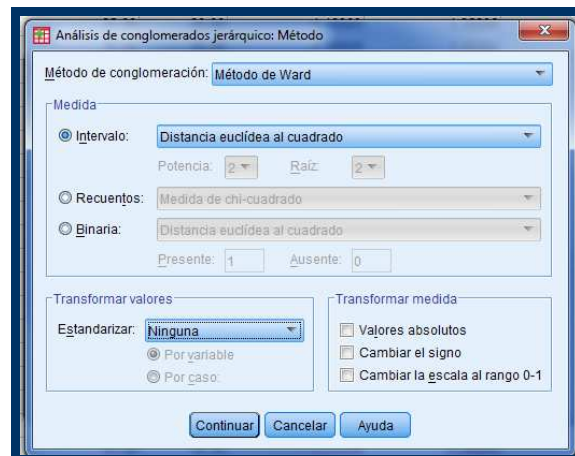 Análisis de conglomerados jerárquico: Método
Método de conglomeración: Método de Ward
Medida
Intervalo: Distancia euclídea al cuadrado
Potencia: 2 Raíz: 2
Recuentos: Medida de chi-cuadrado
Binaria: Distancia euclídea al cuadrado
Presente: 1 Ausente: 0
Transformar valores
Estandarizar: Ninguna
Por variable
Por caso:
Transformar medida
Valores absolutos
Cambiar el signo
Cambiar la escala al rango 0-1
Continuar Cancelar Ayuda